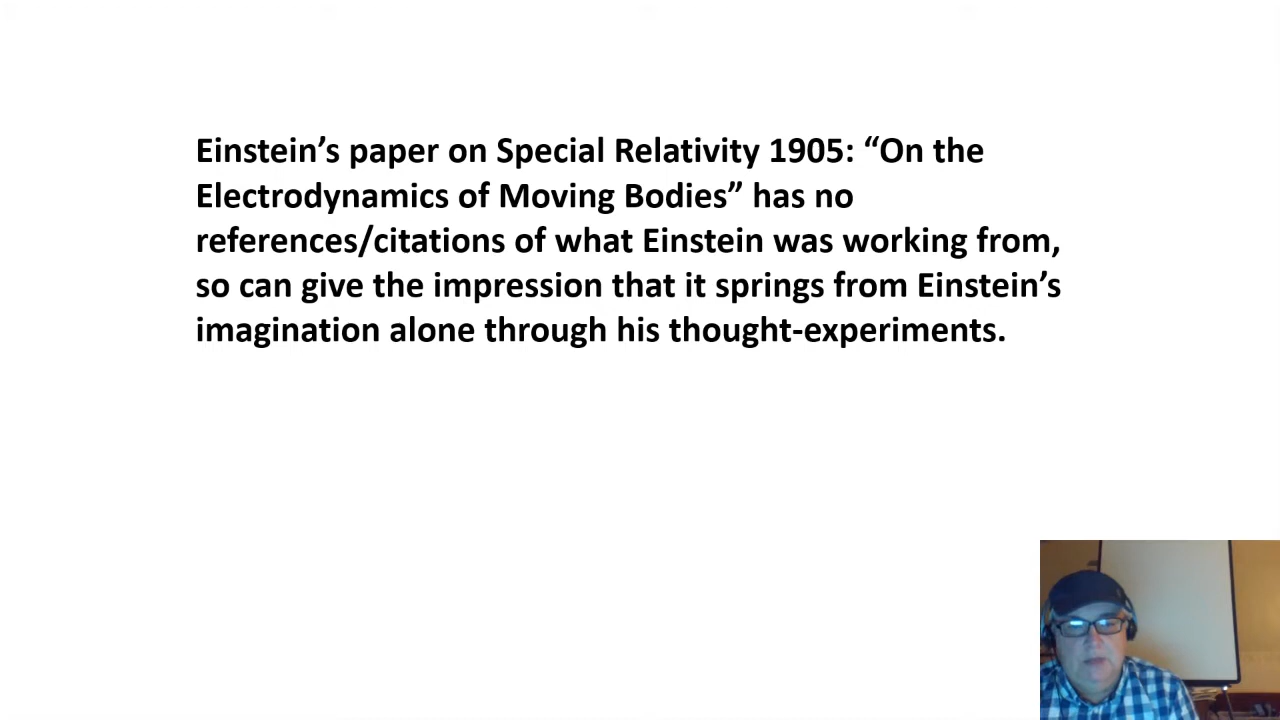 Einstein’s paper on Special Relativity 1905: “On the
Electrodynamics of Moving Bodies” has no
references/citations of what Einstein was working from,
so can give the impression that it springs from Einstein’s
imagination alone through his thought-experiments.